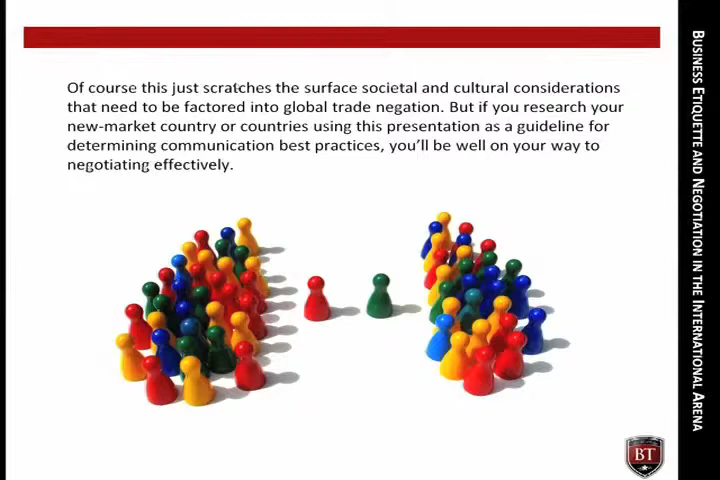 Of course this just scratches the surface societal and cultural considerations
that need to be factored into global trade negation. But if you research your
new-market country or countries using this presentation as a guideline for
determining communication best practices, you'll be well on your way to
negotiating effectively.
BUSINESS ETIQUETTE AND NEGOTIATION IN THE INTERNATIONAL ARENA
BT